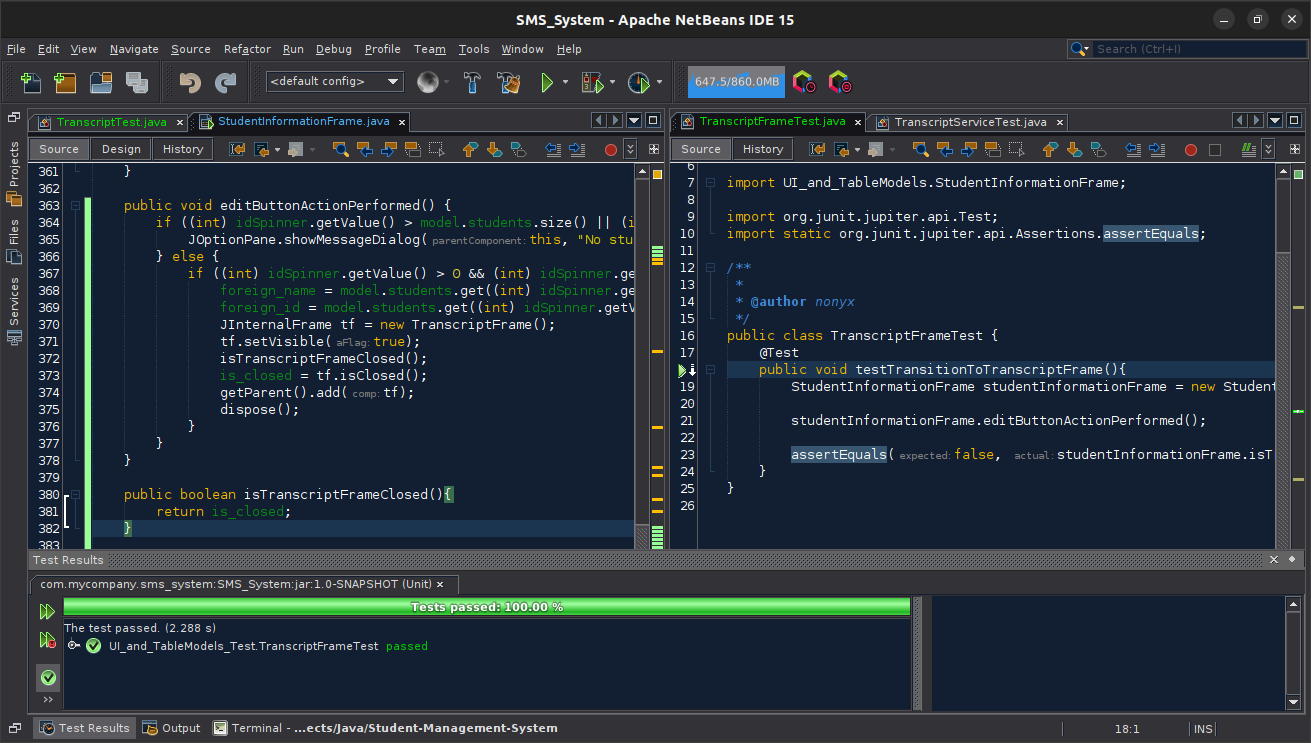 SMS_System - Apache NetBeans IDE 15
File Edit View Navigate Source Refactor Run Debug Profile Team Tools Window Help
Search (Ctrl+I)
<default config>
647.5/860.0MB
Projects
Files
Services
TranscriptTest.java
StudentInformationFrame.java
Source Design History
361 }
362
363 public void editButtonActionPerformed() {
364 if ((int) idSpinner.getValue() > model.students.size() || (i
365 JOptionPane.showMessageDialog( parentComponent: this, "No stu
366 } else {
367 if ((int) idSpinner.getValue() > 0 && (int) idSpinner.ge
368 foreign_name = model.students.get((int) idSpinner.ge
369 foreign_id = model.students.get((int) idSpinner.getV
370 JInternalFrame tf = new TranscriptFrame();
371 tf.setVisible( aFlag: true);
372 isTranscriptFrameClosed();
373 is_closed = tf.isClosed();
374 getParent().add( comp: tf);
375 dispose();
376 }
377 }
378 }
379
380 public boolean isTranscriptFrameClosed(){
381 return is_closed;
382 }
383
TranscriptFrameTest.java
TranscriptServiceTest.java
Source History
6
7 import UI_and_TableModels.StudentInformationFrame;
8
9 import org.junit.jupiter.api.Test;
10 import static org.junit.jupiter.api.Assertions.assertEquals;
11
12 /**
13 *
14 * @author nonyx
15 */
16 public class TranscriptFrameTest {
17 @Test
public void testTransitionToTranscriptFrame(){
19 StudentInformationFrame studentInformationFrame = new Student
20
21 studentInformationFrame.editButtonActionPerformed();
22
23 assertEquals( expected: false, actual: studentInformationFrame.isT
24 }
25 }
26
Test Results
com.mycompany.sms_system:SMS_System:jar:1.0-SNAPSHOT (Unit)
Tests passed: 100.00 %
The test passed. (2.288 s)
UI_and_TableModels_Test.TranscriptFrameTest passed
Test Results Output Terminal - ...ects/Java/Student-Management-System
18:1 INS